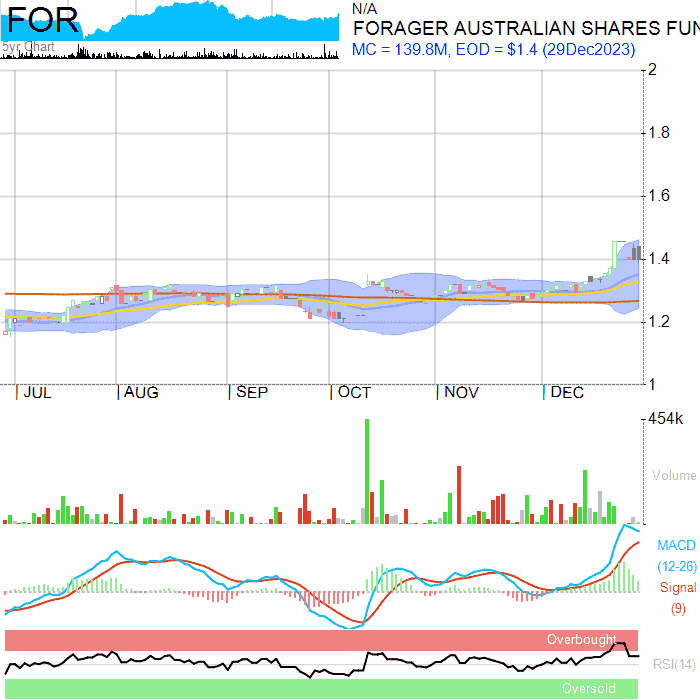 FOR
5yr Chart
N/A
FORAGER AUSTRALIAN SHARES FUN
MC = 139.8M, EOD = $1.4 (29Dec2023)
2
1.8
1.6
1.4
1.2
1
JUL AUG SEP OCT NOV DEC
454k
Volume
MACD
(12-26)
Signal
(9)
Overbought
RSI(14)
Oversold